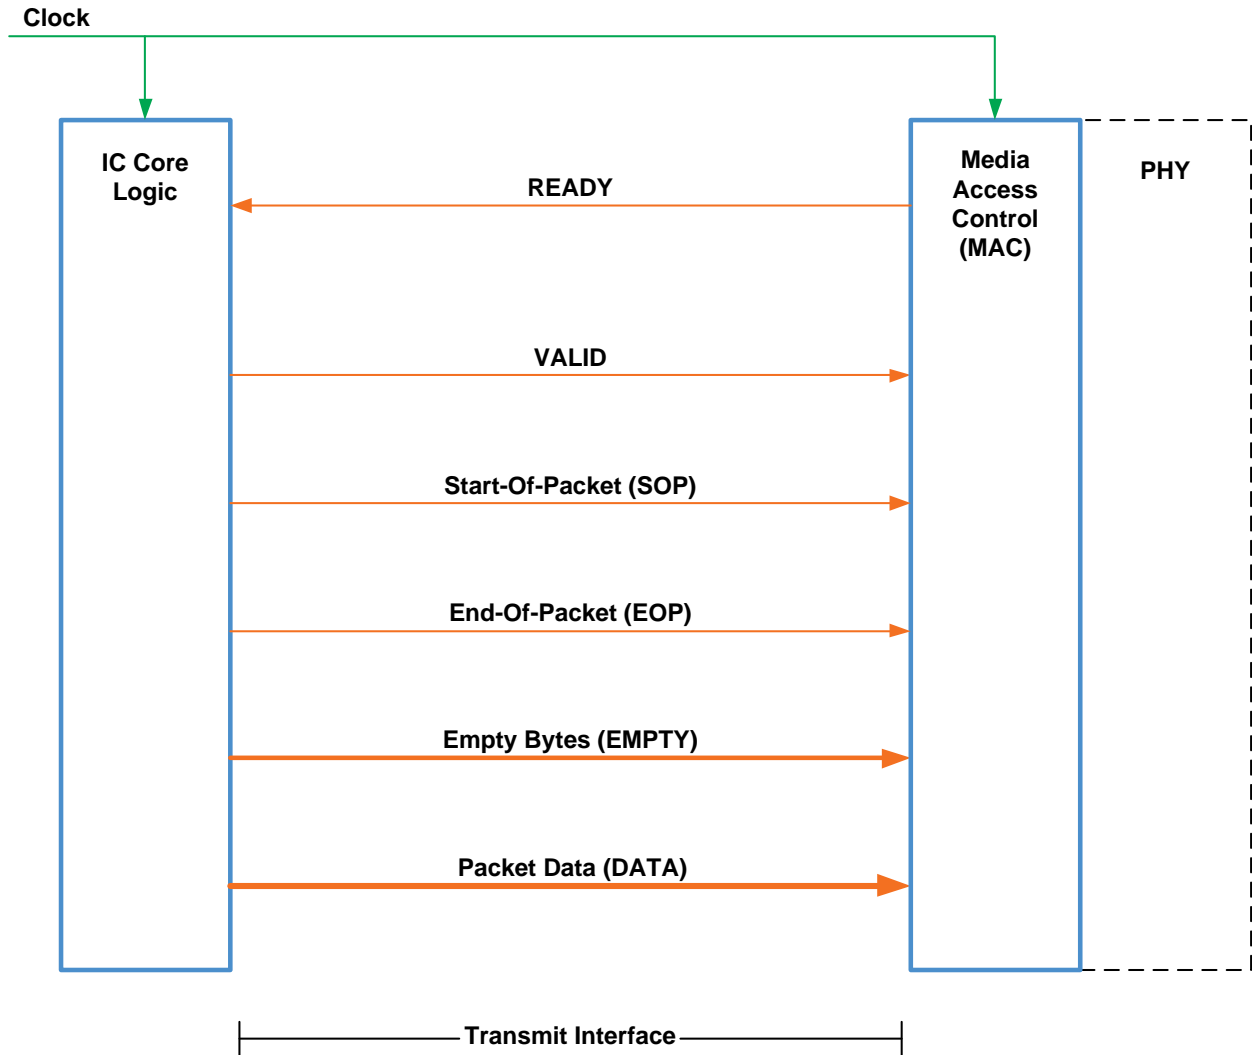 Clock
IC Core
Logic
Media
Access
Control
(MAC)
PHY
READY
VALID
Start-Of-Packet (SOP)
End-Of-Packet (EOP)
Empty Bytes (EMPTY)
Packet Data (DATA)
Transmit Interface